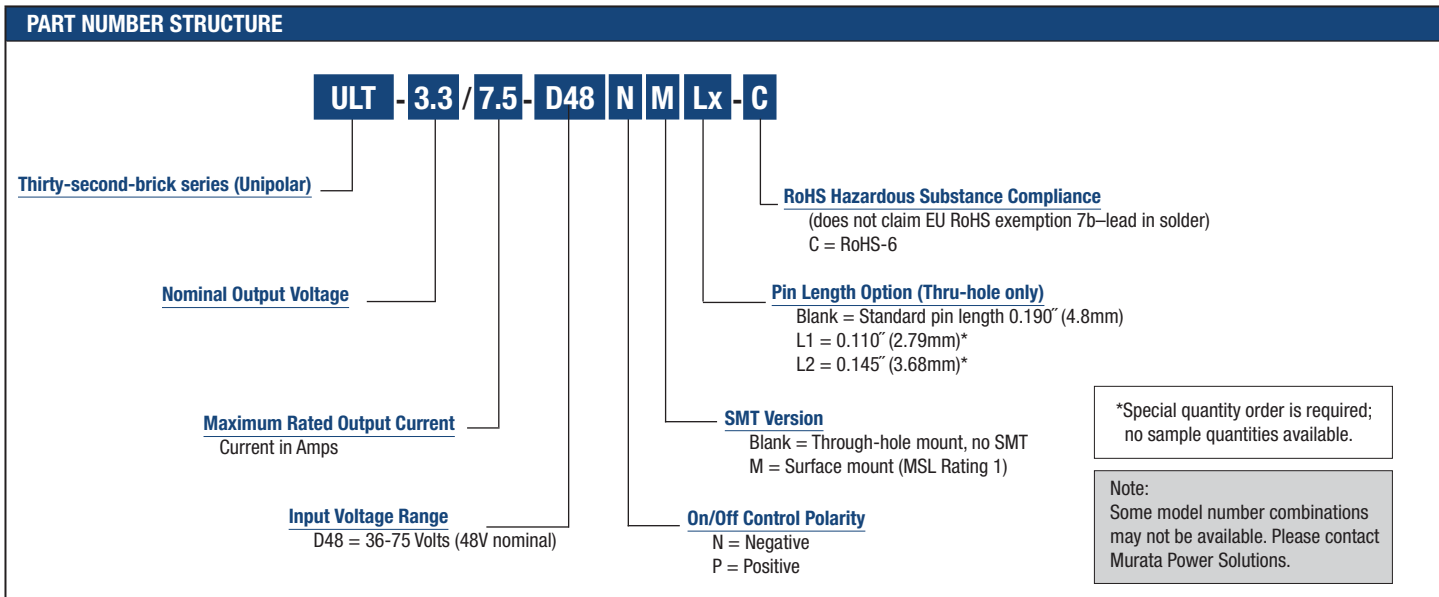 PART NUMBER STRUCTURE
ULT - 3.3 / 7.5 - D48 N M Lx - C
Thirty-second-brick series (Unipolar)
Nominal Output Voltage
Maximum Rated Output Current
Current in Amps
Input Voltage Range
D48 = 36-75 Volts (48V nominal)
RoHS Hazardous Substance Compliance
(does not claim EU RoHS exemption 7b–lead in solder)
C = RoHS-6
Pin Length Option (Thru-hole only)
Blank = Standard pin length 0.190˝ (4.8mm)
L1 = 0.110˝ (2.79mm)*
L2 = 0.145˝ (3.68mm)*
SMT Version
Blank = Through-hole mount, no SMT
M = Surface mount (MSL Rating 1)
On/Off Control Polarity
N = Negative
P = Positive
*Special quantity order is required;
no sample quantities available.
Note:
Some model number combinations
may not be available. Please contact
Murata Power Solutions.